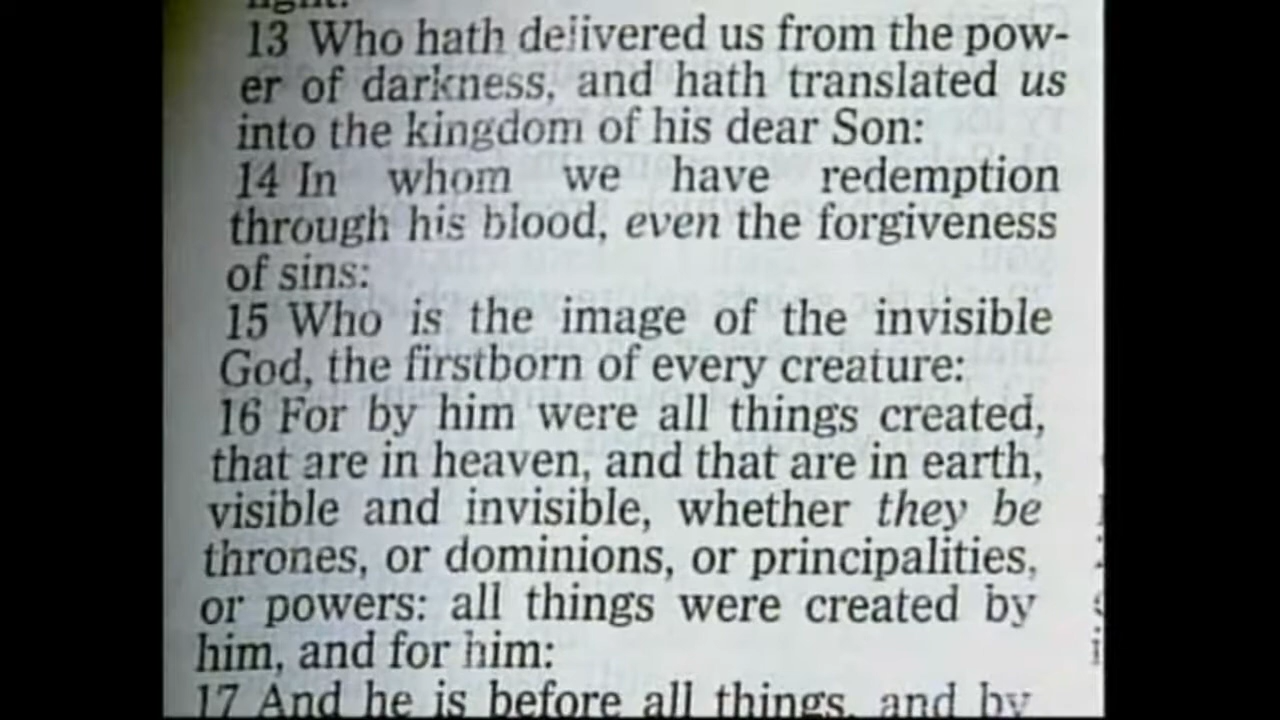 light.
13 Who hath delivered us from the pow-
er of darkness, and hath translated us
into the kingdom of his dear Son:
14 In whom we have redemption
through his blood, even the forgiveness
of sins:
15 Who is the image of the invisible
God, the firstborn of every creature:
16 For by him were all things created,
that are in heaven, and that are in earth,
visible and invisible, whether they be
thrones, or dominions, or principalities,
or powers: all things were created by
him, and for him:
17 And he is before all things, and by